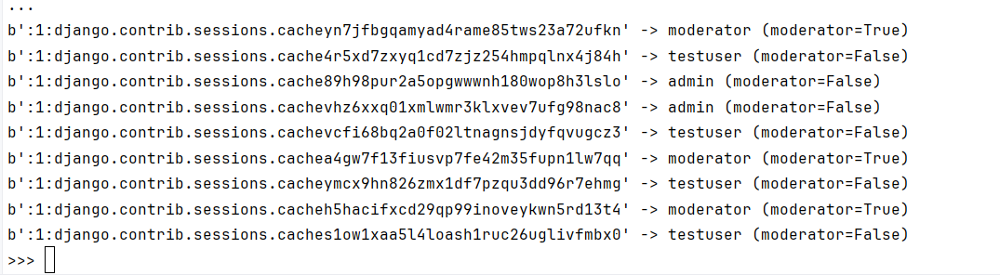 ...
b':1:django.contrib.sessions.cacheyn7jfbgqamyad4rame85tws23a72ufkn' -> moderator (moderator=True)
b':1:django.contrib.sessions.cache4r5xd7zxyq1cd7zjz254hmpqlnx4j84h' -> testuser (moderator=False)
b':1:django.contrib.sessions.cache89h98pur2a5opgwwwnh180wop8h3lslo' -> admin (moderator=False)
b':1:django.contrib.sessions.cachevhz6xxq01xmlwmr3klxvev7ufg98nac8' -> admin (moderator=False)
b':1:django.contrib.sessions.cachevcfi68bq2a0f02ltnagnsjdyfqvugcz3' -> testuser (moderator=False)
b':1:django.contrib.sessions.cachea4gw7f13fiusvp7fe42m35fupn1lw7qq' -> moderator (moderator=True)
b':1:django.contrib.sessions.cacheymcx9hn826zmx1df7pzqu3dd96r7ehmg' -> testuser (moderator=False)
b':1:django.contrib.sessions.cacheh5hacifxcd29qp99inoveykwn5rd13t4' -> moderator (moderator=True)
b':1:django.contrib.sessions.caches1ow1xaa5l4loash1ruc26uglivfmbx0' -> testuser (moderator=False)
>>>